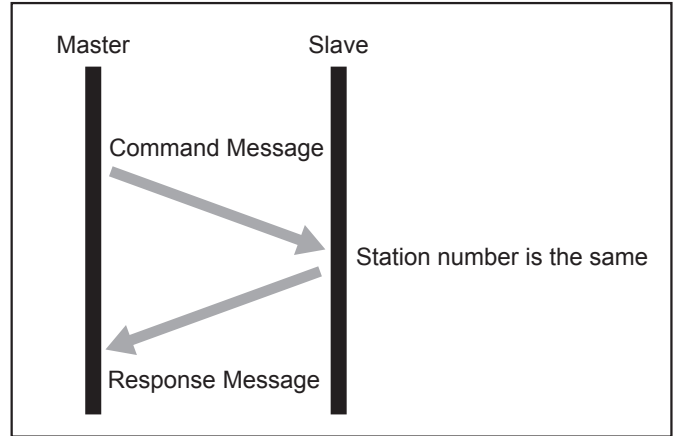 Master
Slave
Command Message
Station number is the same
Response Message